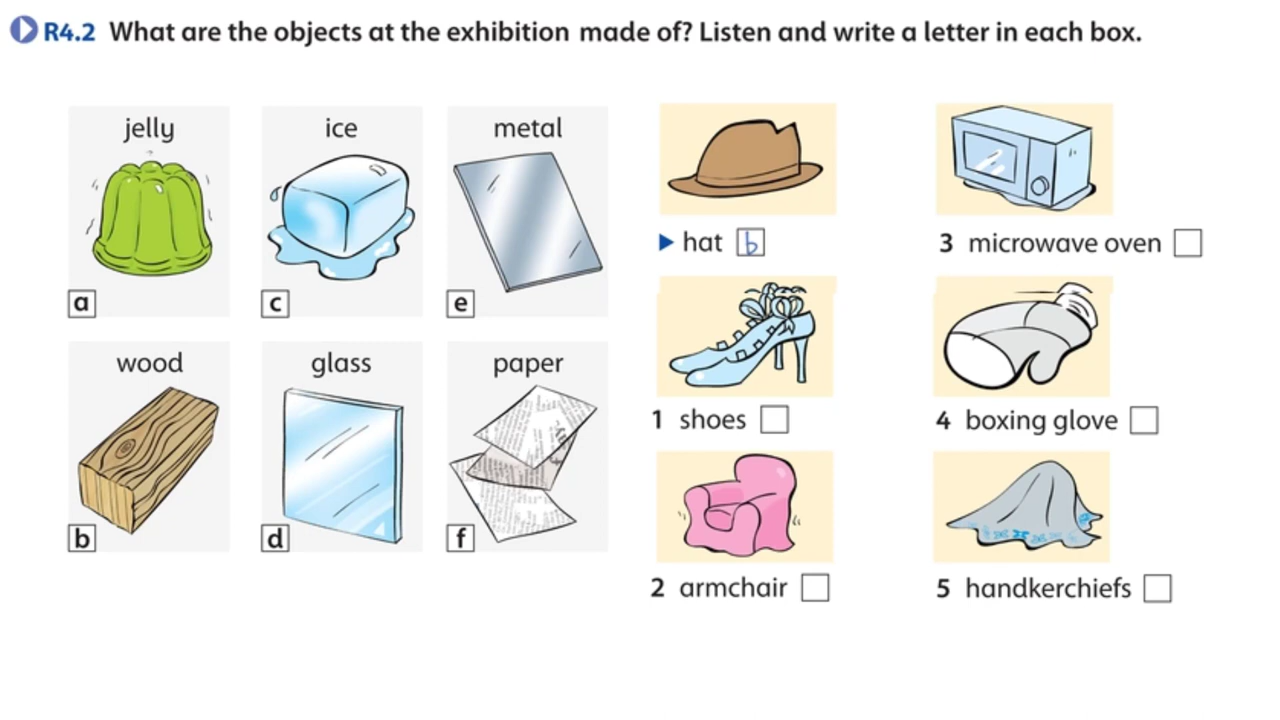 R4.2 What are the objects at the exhibition made of? Listen and write a letter in each box.
jelly
a
ice
c
metal
e
wood
b
glass
d
paper
f
hat b
1 shoes
2 armchair
3 microwave oven
4 boxing glove
5 handkerchiefs